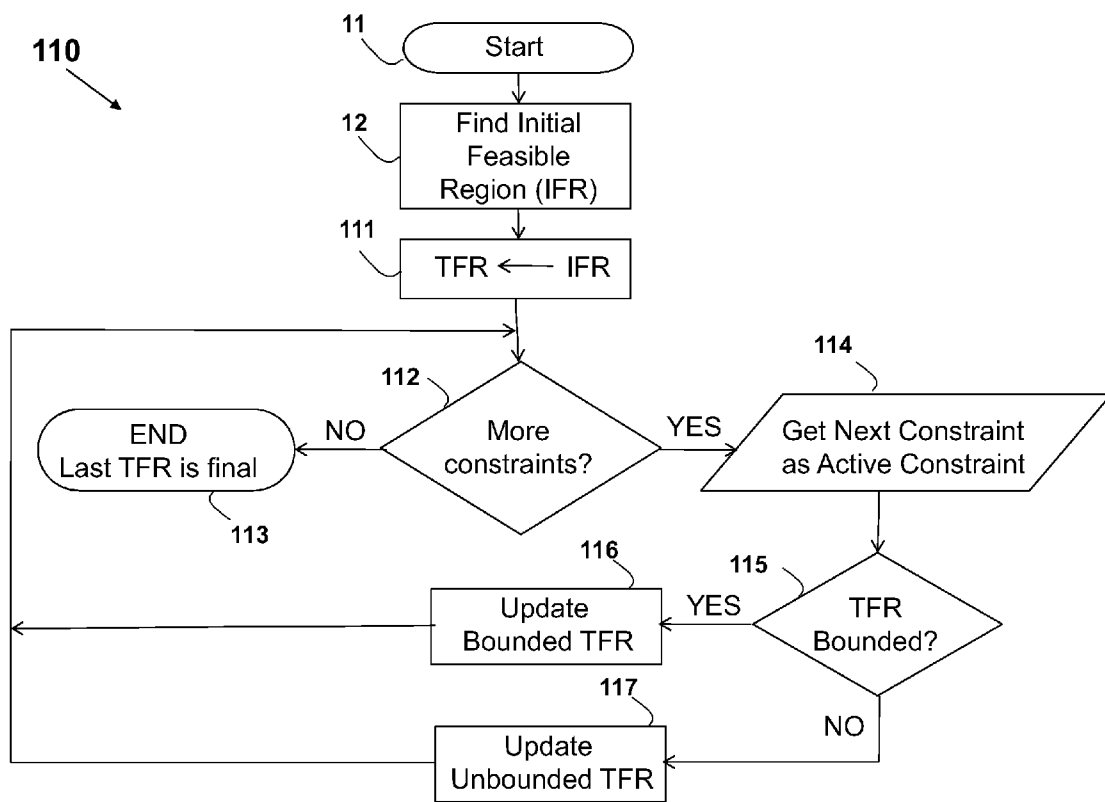 110
11
Start
12
Find Initial
Feasible
Region (IFR)
111
TFR ← IFR
112
More
constraints?
NO
YES
END
Last TFR is final
113
114
Get Next Constraint
as Active Constraint
115
TFR
Bounded?
YES
NO
116
Update
Bounded TFR
117
Update
Unbounded TFR